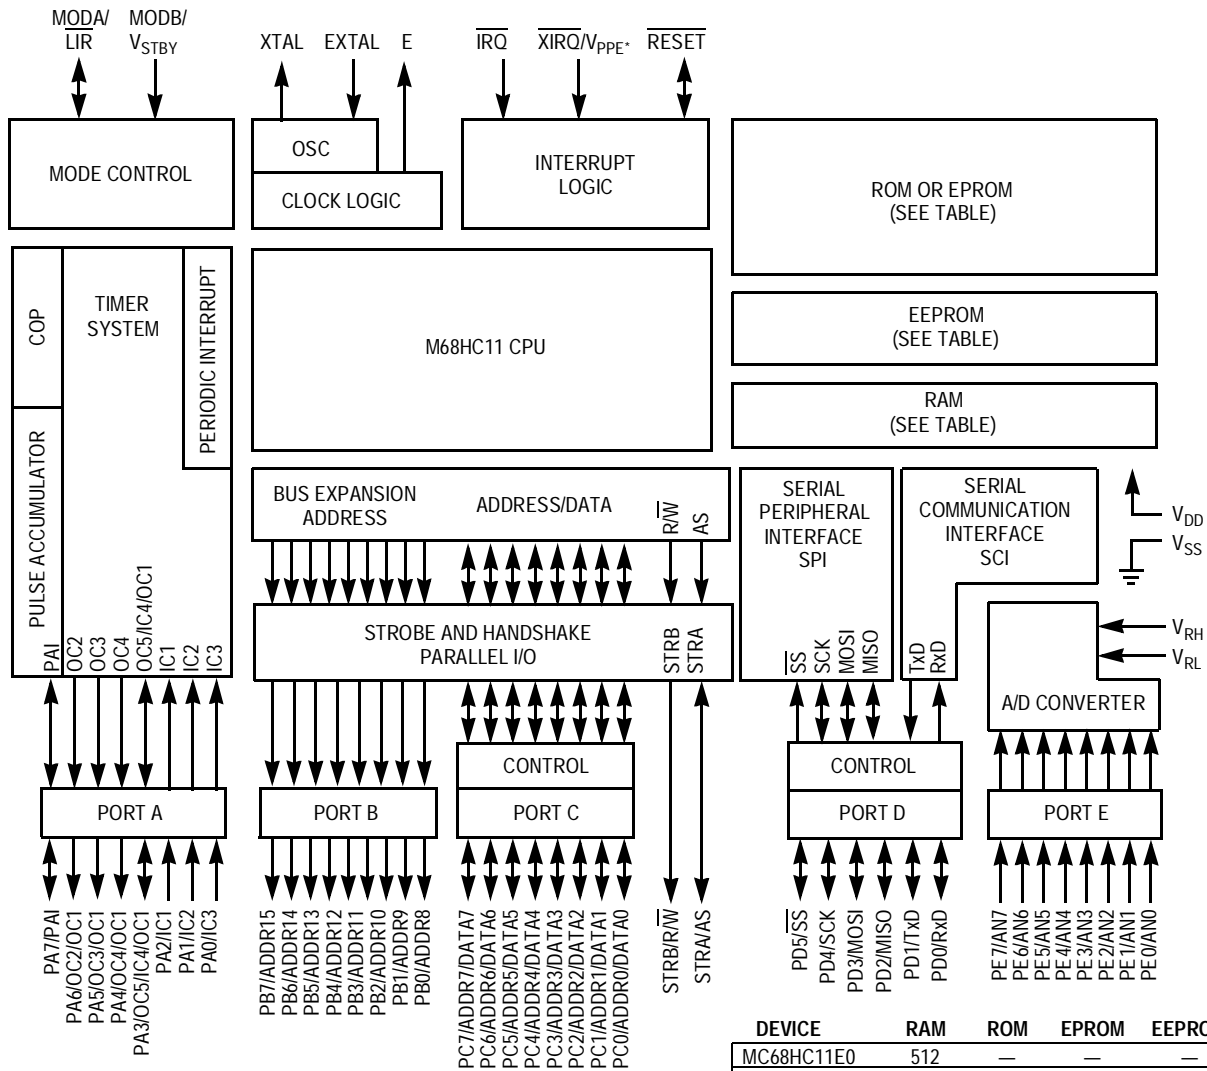 MODA/
LIR
MODB/
VSTBY
XTAL
EXTAL
E
IRQ
XIRQ/VPPE*
RESET
MODE CONTROL
OSC
CLOCK LOGIC
INTERRUPT
LOGIC
ROM OR EPROM
(SEE TABLE)
COP
TIMER
SYSTEM
PERIODIC INTERRUPT
M68HC11 CPU
EEPROM
(SEE TABLE)
RAM
(SEE TABLE)
PULSE ACCUMULATOR
BUS EXPANSION
ADDRESS
ADDRESS/DATA
R/W
AS
SERIAL
PERIPHERAL
INTERFACE
SPI
SERIAL
COMMUNICATION
INTERFACE
SCI
VDD
VSS
VRH
VRL
PAI
OC2
OC3
OC4
OC5/IC4/OC1
IC1
IC2
IC3
STROBE AND HANDSHAKE
PARALLEL I/O
STRB
STRA
SS
SCK
MOSI
MISO
TxD
RxD
A/D CONVERTER
CONTROL
CONTROL
PORT A
PORT B
PORT C
PORT D
PORT E
PA7/PAI
PA6/OC2/OC1
PA5/OC3/OC1
PA4/OC4/OC1
PA3/OC5/IC4/OC1
PA2/IC1
PA1/IC2
PA0/IC3
PB7/ADDR15
PB6/ADDR14
PB5/ADDR13
PB4/ADDR12
PB3/ADDR11
PB2/ADDR10
PB1/ADDR9
PB0/ADDR8
PC7/ADDR7/DATA7
PC6/ADDR6/DATA6
PC5/ADDR5/DATA5
PC4/ADDR4/DATA4
PC3/ADDR3/DATA3
PC2/ADDR2/DATA2
PC1/ADDR1/DATA1
PC0/ADDR0/DATA0
STRB/R/W
STRA/AS
PD5/SS
PD4/SCK
PD3/MOSI
PD2/MISO
PD1/TxD
PD0/RxD
PE7/AN7
PE6/AN6
PE5/AN5
PE4/AN4
PE3/AN3
PE2/AN2
PE1/AN1
PE0/AN0
DEVICE RAM ROM EPROM EEPRO
MC68HC11E0 512 — — —